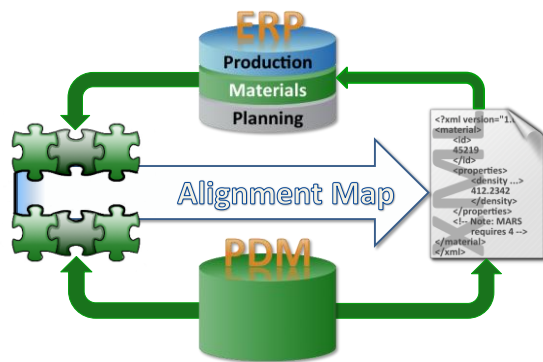 ERP
Production
Materials
Planning
Alignment Map
PDM
XML
<?xml version="1..
<material>
<id>
45219
</id>
<properties>
<density ...>
412.2342
</density>
</properties>
<!-- Note: MARS
requires 4 -->
</material>
</xml>